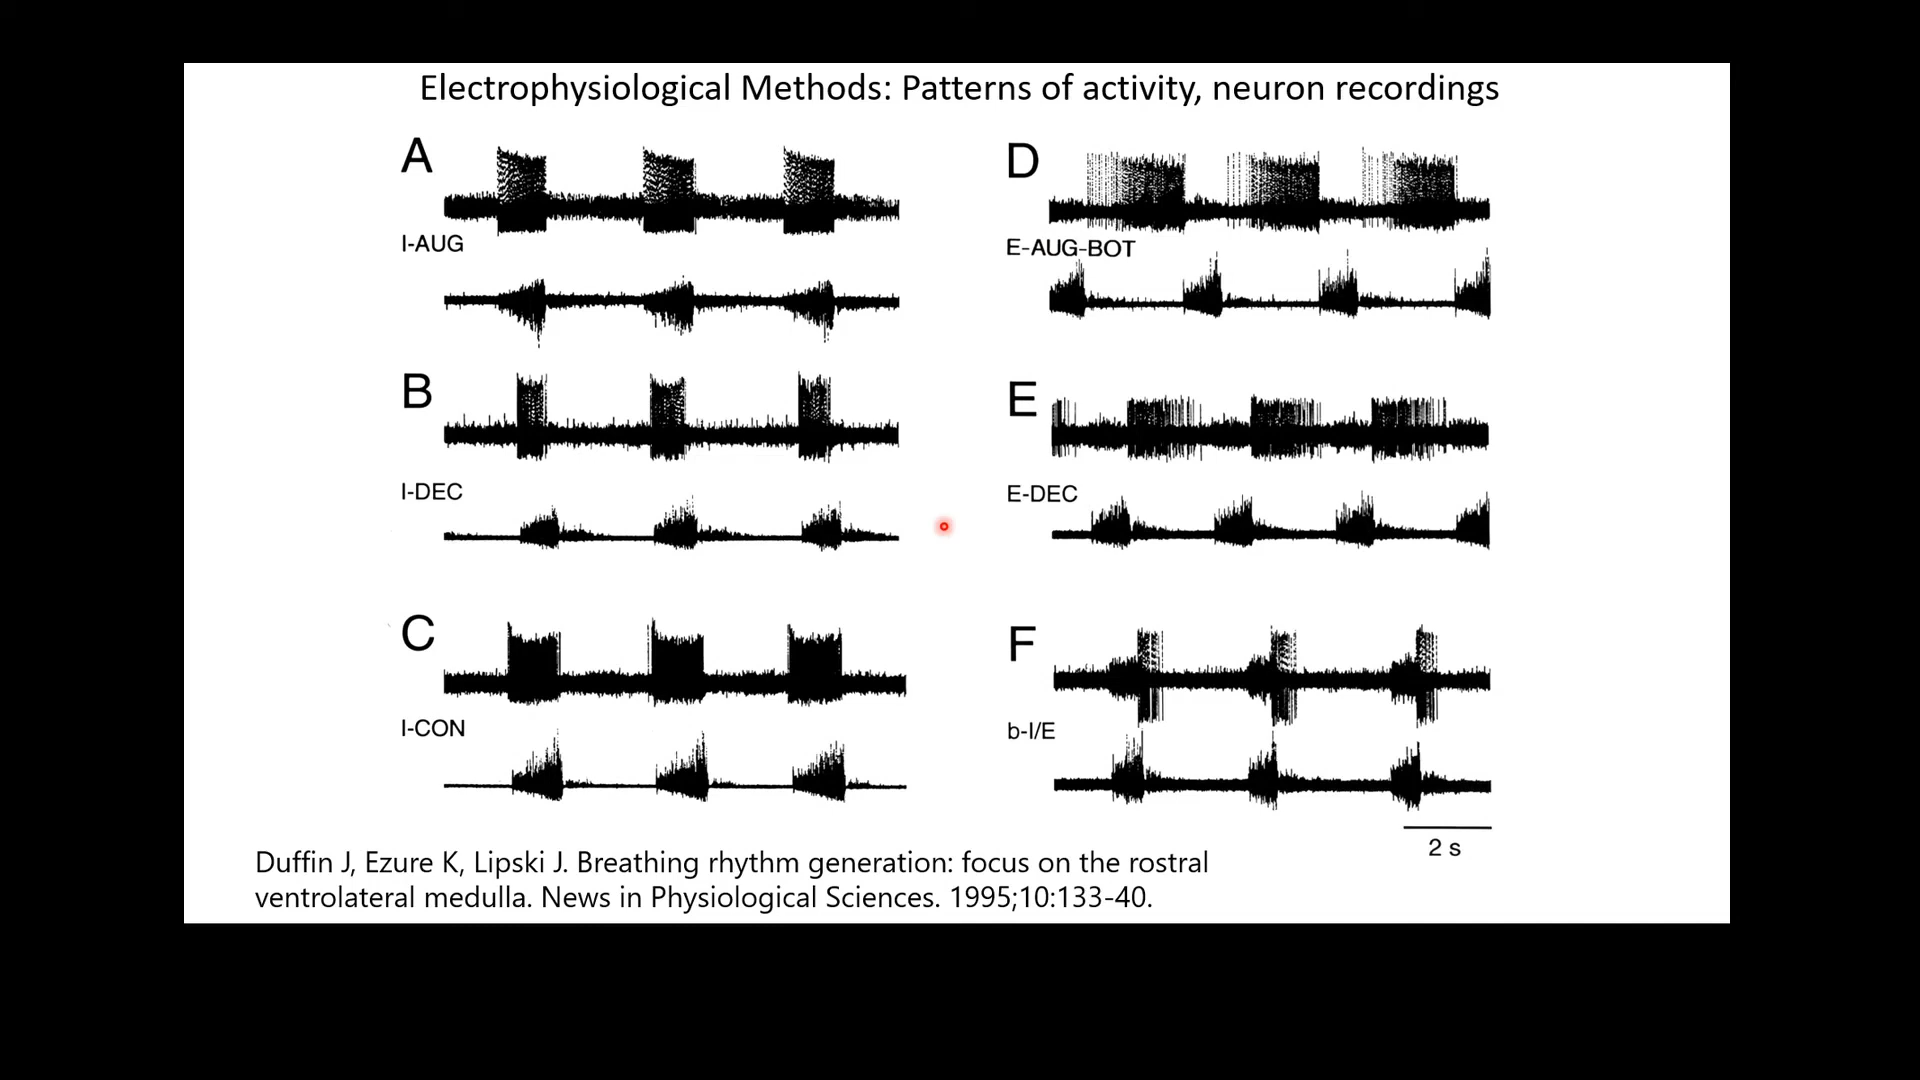 Electrophysiological Methods: Patterns of activity, neuron recordings
A
I-AUG
B
I-DEC
C
I-CON
D
E-AUG-BOT
E
E-DEC
F
b-I/E
2 s
Duffin J, Ezure K, Lipski J. Breathing rhythm generation: focus on the rostral
ventrolateral medulla. News in Physiological Sciences. 1995;10:133-40.